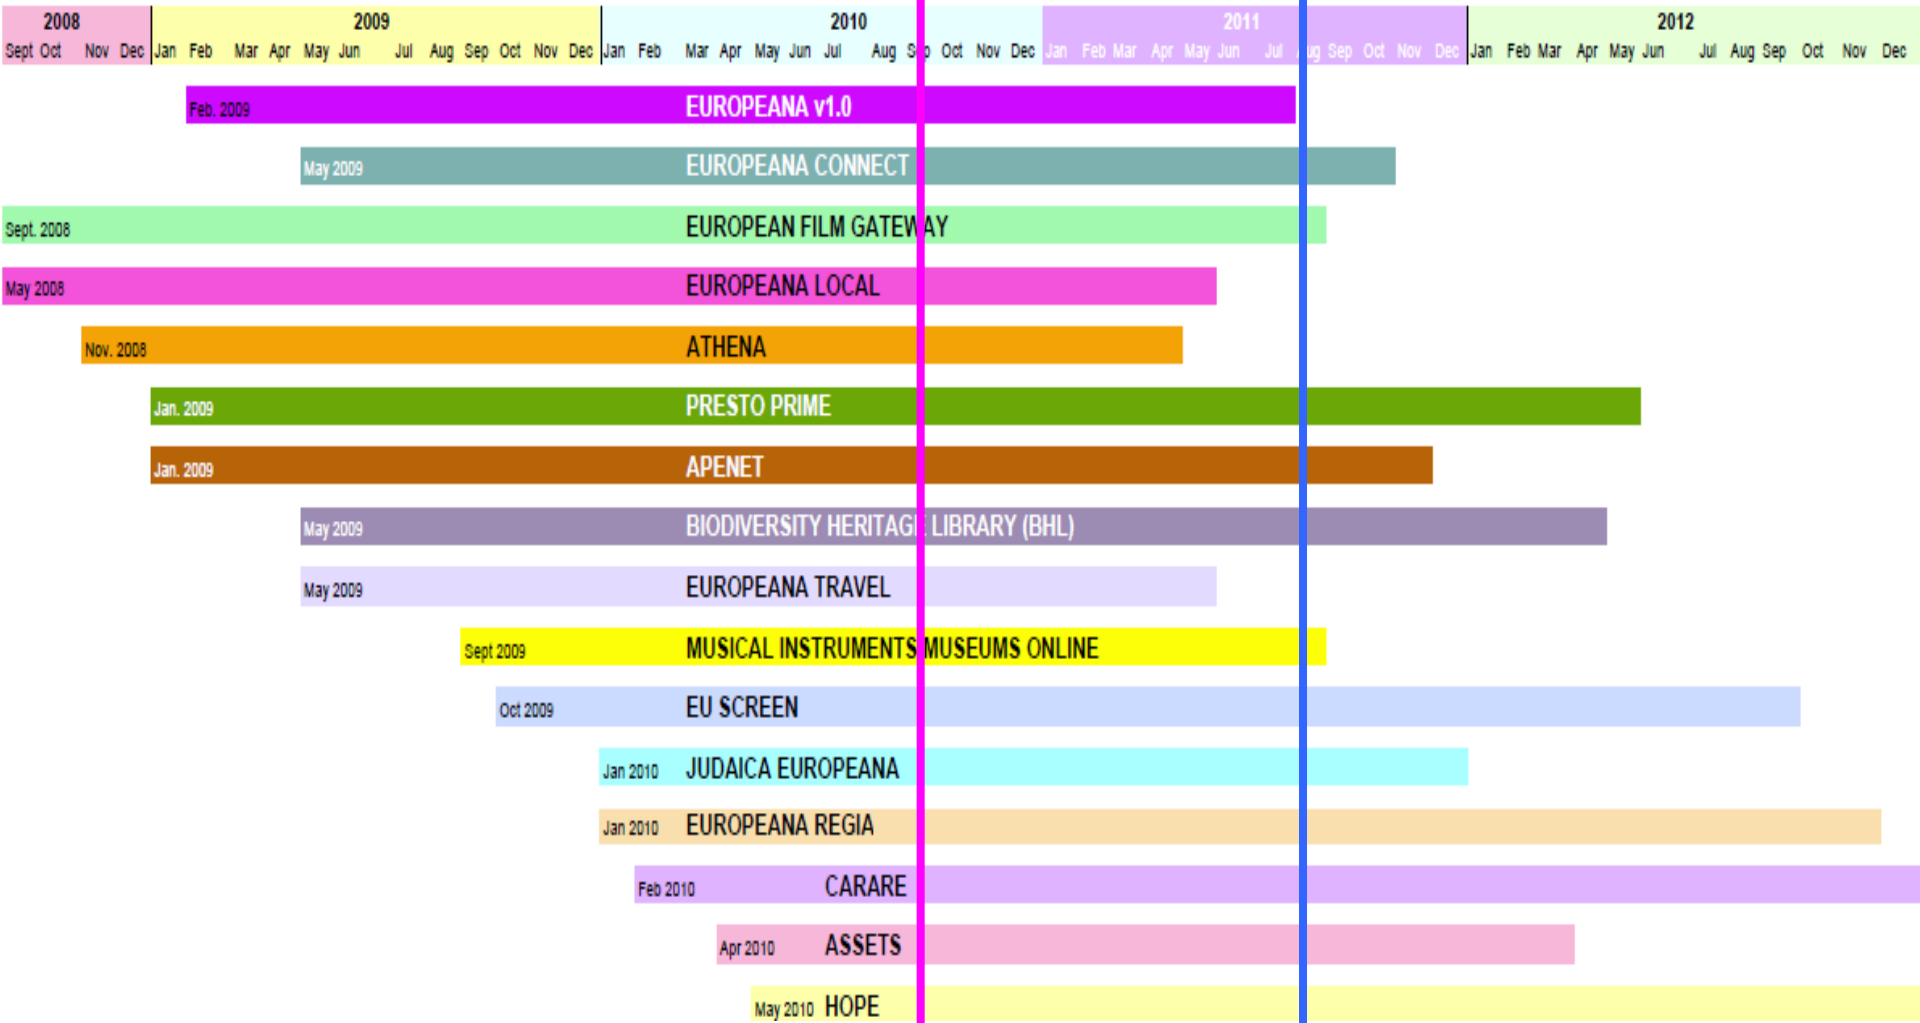 2008 2009 2010 2011 2012
Sept Oct Nov Dec Jan Feb Mar Apr May Jun Jul Aug Sep Oct Nov Dec Jan Feb Mar Apr May Jun Jul Aug Sep Oct Nov Dec Jan Feb Mar Apr May Jun Jul Aug Sep Oct Nov Dec Jan Feb Mar Apr May Jun Jul Aug Sep Oct Nov Dec
Feb. 2009 EUROPEANA v1.0
May 2009 EUROPEANA CONNECT
Sept. 2008 EUROPEAN FILM GATEWAY
May 2008 EUROPEANA LOCAL
Nov. 2008 ATHENA
Jan. 2009 PRESTO PRIME
Jan. 2009 APENET
May 2009 BIODIVERSITY HERITAGE LIBRARY (BHL)
May 2009 EUROPEANA TRAVEL
Sept 2009 MUSICAL INSTRUMENTS MUSEUMS ONLINE
Oct 2009 EU SCREEN
Jan 2010 JUDAICA EUROPEANA
Jan 2010 EUROPEANA REGIA
Feb 2010 CARARE
Apr 2010 ASSETS
May 2010 HOPE